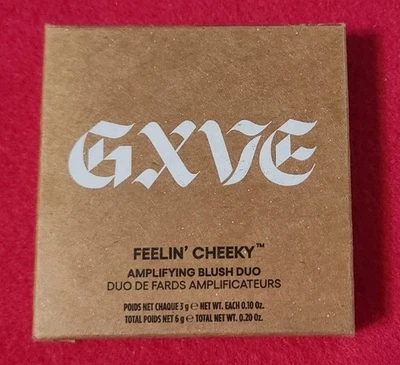 GXVE
FEELIN' CHEEKY™
AMPLIFYING BLUSH DUO
DUO DE FARDS AMPLIFICATEURS
POIDS NET CHAQUE 3 g ℮ NET WT. EACH 0.10 Oz.
TOTAL POIDS NET 6 g ℮ TOTAL NET WT. 0.20 Oz.